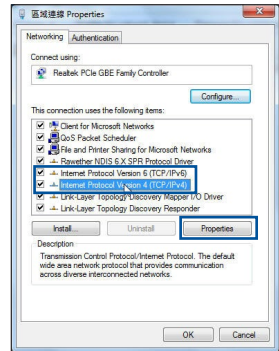 區域連線 Properties
Networking Authentication
Connect using:
Realtek PCIe GBE Family Controller
Configure...
This connection uses the following items:
Client for Microsoft Networks
QoS Packet Scheduler
File and Printer Sharing for Microsoft Networks
Rawether NDIS 6.X SPR Protocol Driver
Internet Protocol Version 6 (TCP/IPv6)
Internet Protocol Version 4 (TCP/IPv4)
Link-Layer Topology Discovery Mapper I/O Driver
Link-Layer Topology Discovery Responder
Install... Uninstall Properties
Description
Transmission Control Protocol/Internet Protocol. The default
wide area network protocol that provides communication
across diverse interconnected networks.
OK Cancel